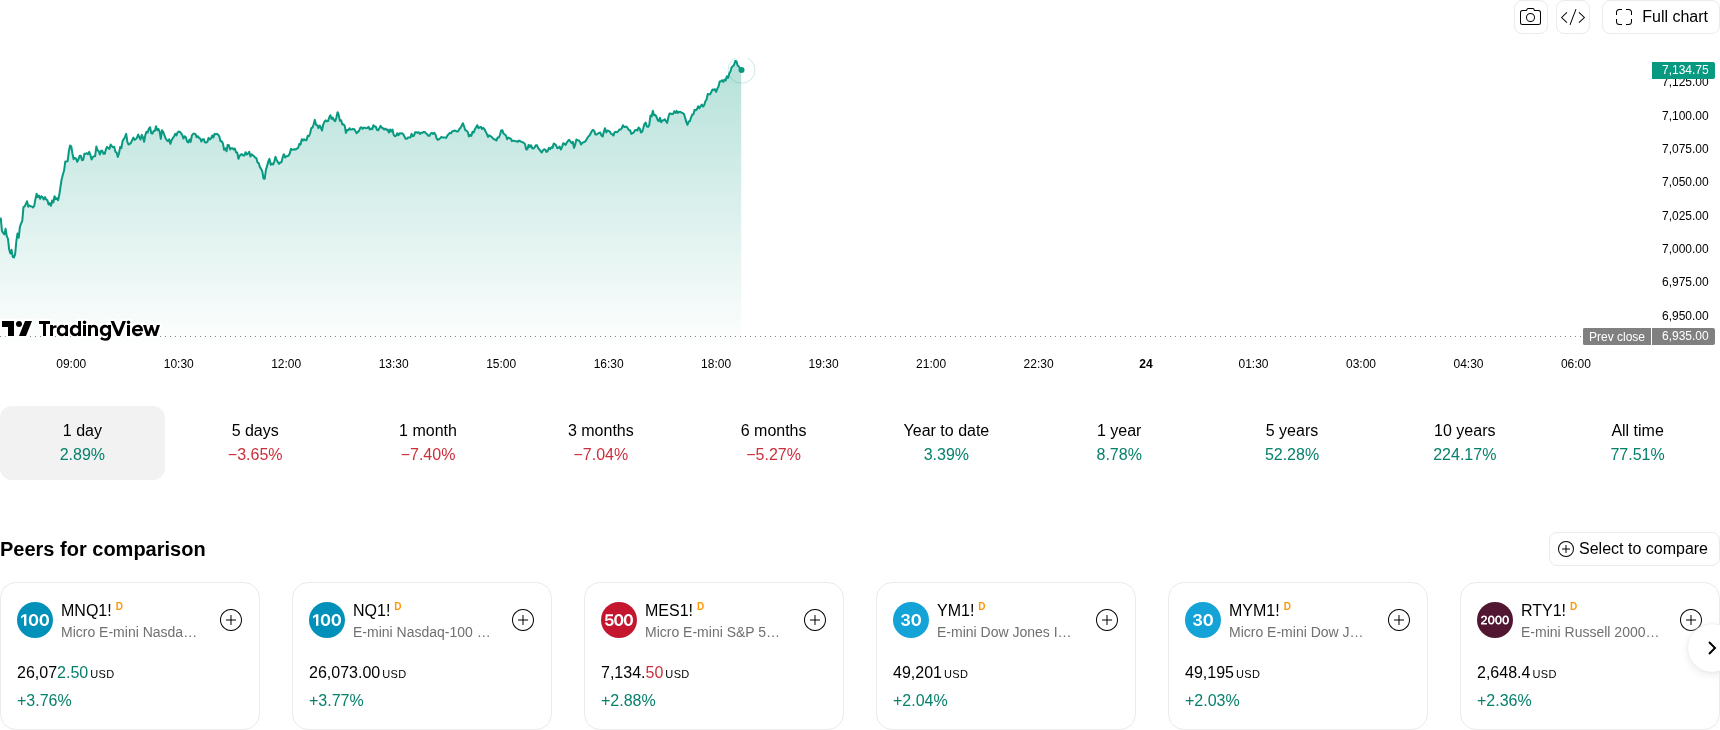 Full chart
7,134.75
7,125.00
7,100.00
7,075.00
7,050.00
7,025.00
7,000.00
6,975.00
6,950.00
TradingView
Prev close 6,935.00
09:00 10:30 12:00 13:30 15:00 16:30 18:00 19:30 21:00 22:30 24 01:30 03:00 04:30 06:00
1 day 5 days 1 month 3 months 6 months Year to date 1 year 5 years 10 years All time
2.89% −3.65% −7.40% −7.04% −5.27% 3.39% 8.78% 52.28% 224.17% 77.51%
Peers for comparison
Select to compare
100 MNQ1! D
Micro E-mini Nasda…
26,072.50 USD
+3.76%
100 NQ1! D
E-mini Nasdaq-100 …
26,073.00 USD
+3.77%
500 MES1! D
Micro E-mini S&P 5…
7,134.50 USD
+2.88%
30 YM1! D
E-mini Dow Jones I…
49,201 USD
+2.04%
30 MYM1! D
Micro E-mini Dow J…
49,195 USD
+2.03%
2000 RTY1! D
E-mini Russell 2000…
2,648.4 USD
+2.36%